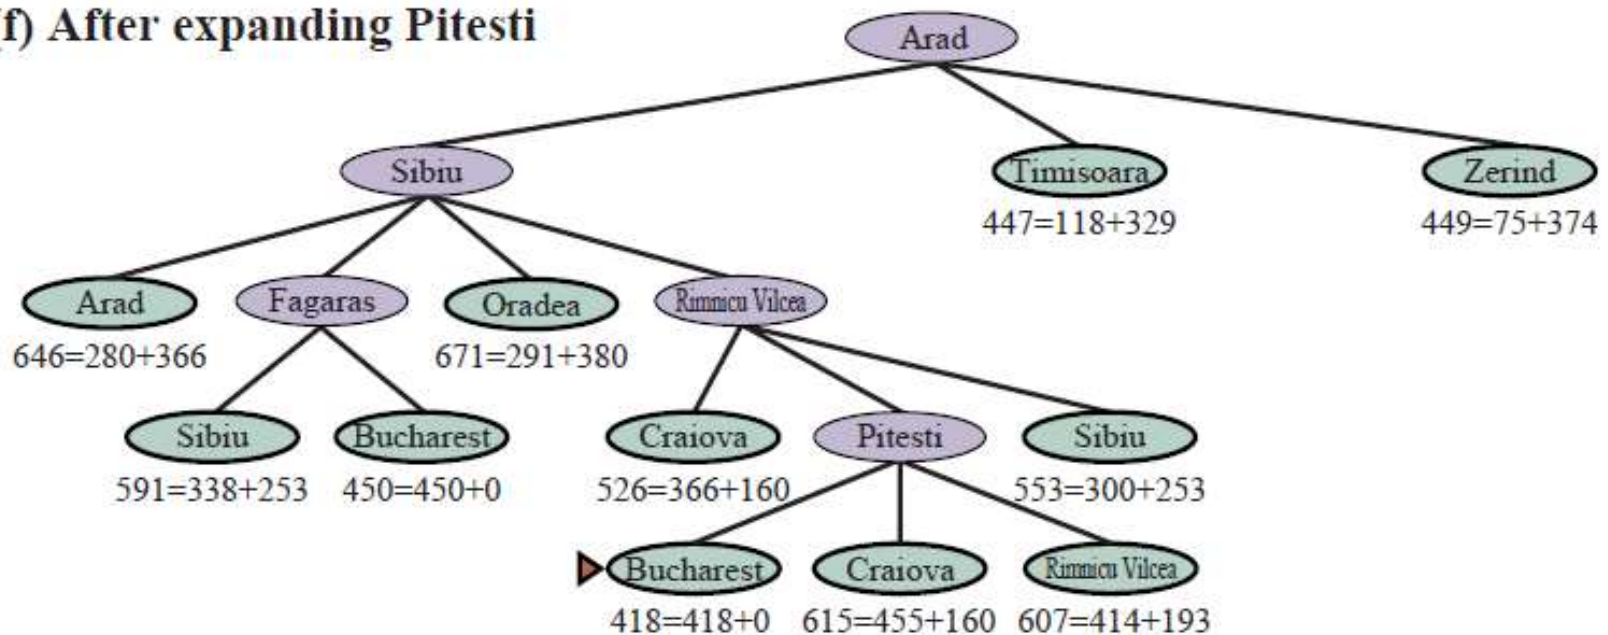 (f) After expanding Pitesti
Arad
Sibiu
Timisoara
Zerind
447=118+329
449=75+374
Arad
Fagaras
Oradea
Rimnicu Vilcea
646=280+366
671=291+380
Sibiu
Bucharest
Craiova
Pitesti
Sibiu
591=338+253
450=450+0
526=366+160
553=300+253
Bucharest
Craiova
Rimnicu Vilcea
418=418+0
615=455+160
607=414+193